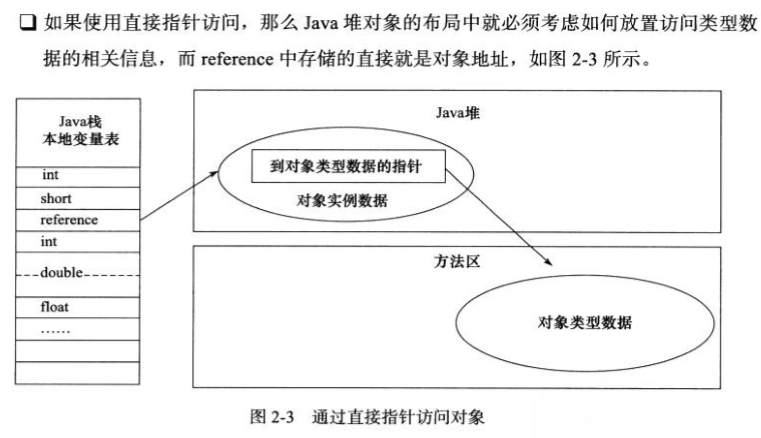 ❑ 如果使用直接指针访问，那么 Java 堆对象的布局中就必须考虑如何放置访问类型数
据的相关信息，而 reference 中存储的直接就是对象地址，如图 2-3 所示。
Java栈
本地变量表
int
short
reference
int
double
float
……
Java堆
到对象类型数据的指针
对象实例数据
方法区
对象类型数据
图 2-3 通过直接指针访问对象